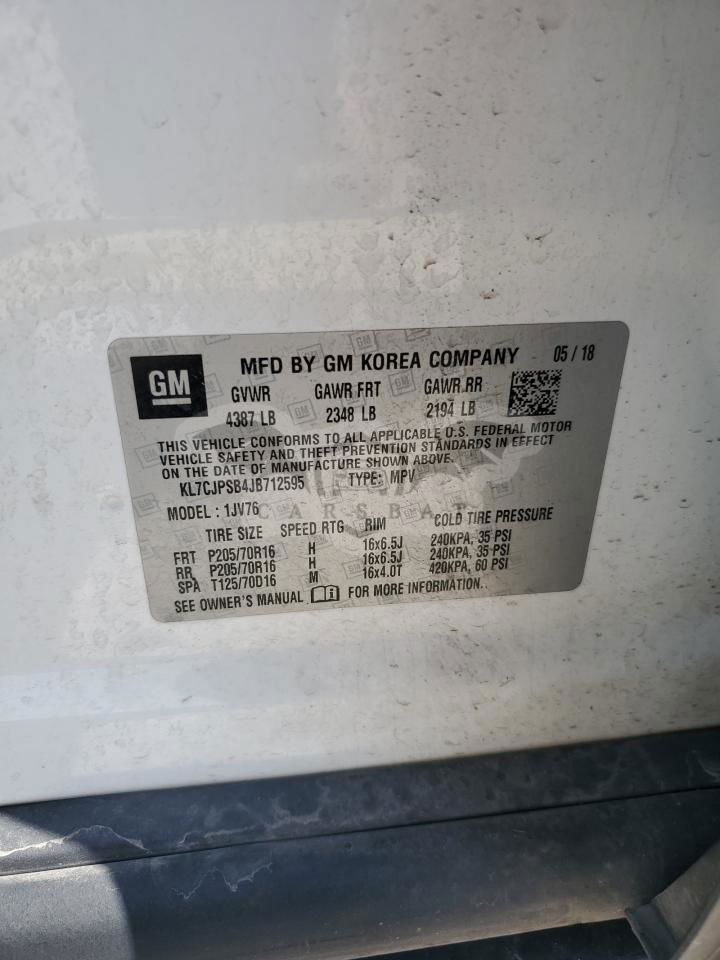 GM MFD BY GM KOREA COMPANY 05/18
GVWR GAWR FRT GAWR RR
4387 LB 2348 LB 2194 LB
THIS VEHICLE CONFORMS TO ALL APPLICABLE U.S. FEDERAL MOTOR
VEHICLE SAFETY AND THEFT PREVENTION STANDARDS IN EFFECT
ON THE DATE OF MANUFACTURE SHOWN ABOVE.
KL7CJPSB4JB712595 TYPE: MPV
CARSBAR
MODEL: 1JV76
TIRE SIZE SPEED RTG RIM COLD TIRE PRESSURE
FRT P205/70R16 H 16x6.5J 240KPA, 35 PSI
RR P205/70R16 H 16x6.5J 240KPA, 35 PSI
SPA T125/70D16 M 16x4.0T 420KPA, 60 PSI
SEE OWNER'S MANUAL FOR MORE INFORMATION.